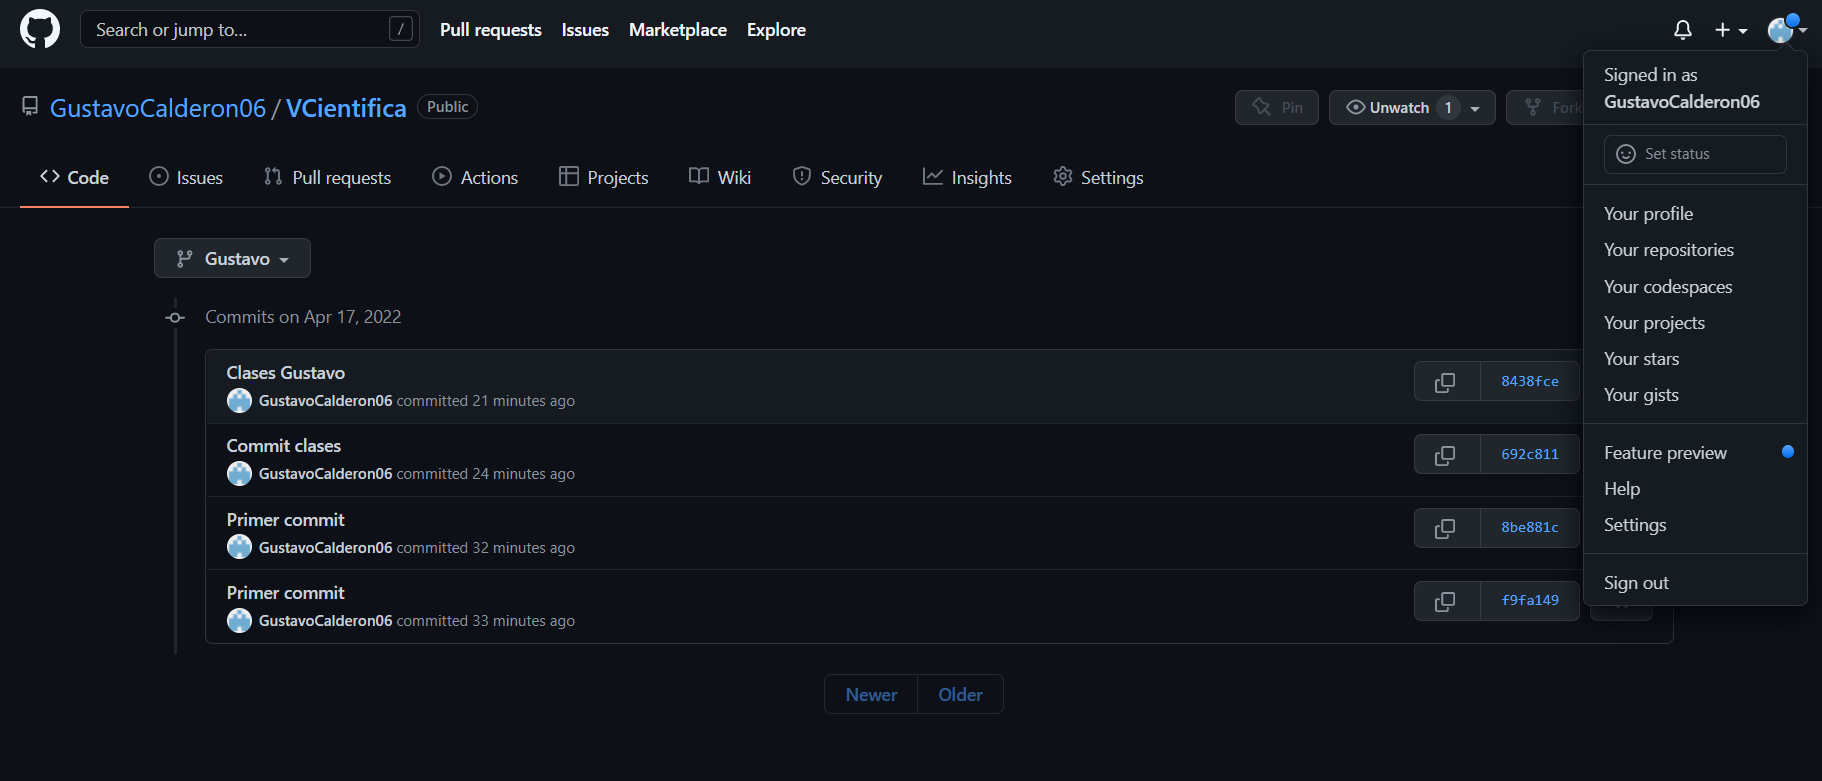 Search or jump to...
/
Pull requests
Issues
Marketplace
Explore
GustavoCalderon06 / VCientifica
Public
Pin
Unwatch 1
Fork
Code
Issues
Pull requests
Actions
Projects
Wiki
Security
Insights
Settings
Gustavo
Commits on Apr 17, 2022
Clases Gustavo
GustavoCalderon06 committed 21 minutes ago
8438fce
Commit clases
GustavoCalderon06 committed 24 minutes ago
692c811
Primer commit
GustavoCalderon06 committed 32 minutes ago
8be881c
Primer commit
GustavoCalderon06 committed 33 minutes ago
f9fa149
Newer
Older
Signed in as
GustavoCalderon06
Set status
Your profile
Your repositories
Your codespaces
Your projects
Your stars
Your gists
Feature preview
Help
Settings
Sign out